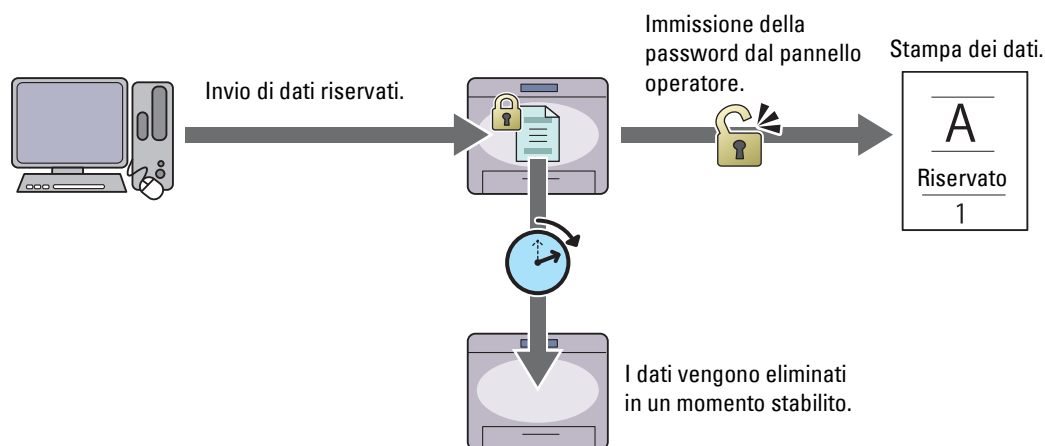 Invio di dati riservati.
Immissione della
password dal pannello
operatore.
Stampa dei dati.
A
Riservato
1
I dati vengono eliminati
in un momento stabilito.